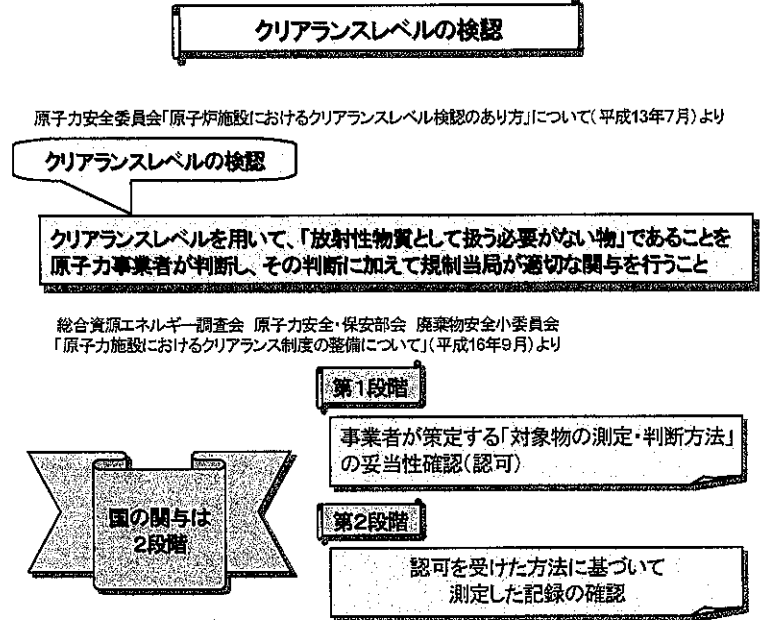 クリアランスレベルの検認
原子力安全委員会「原子炉施設におけるクリアランスレベル検認のあり方」について(平成13年7月)より
クリアランスレベルの検認
クリアランスレベルを用いて、「放射性物質として扱う必要がない物」であることを
原子力事業者が判断し、その判断に加えて規制当局が適切な関与を行うこと
総合資源エネルギー調査会 原子力安全・保安部会 廃棄物安全小委員会
「原子力施設におけるクリアランス制度の整備について」(平成16年9月)より
国の関与は
2段階
第1段階
事業者が策定する「対象物の測定・判断方法」
の妥当性確認(認可)
第2段階
認可を受けた方法に基づいて
測定した記録の確認